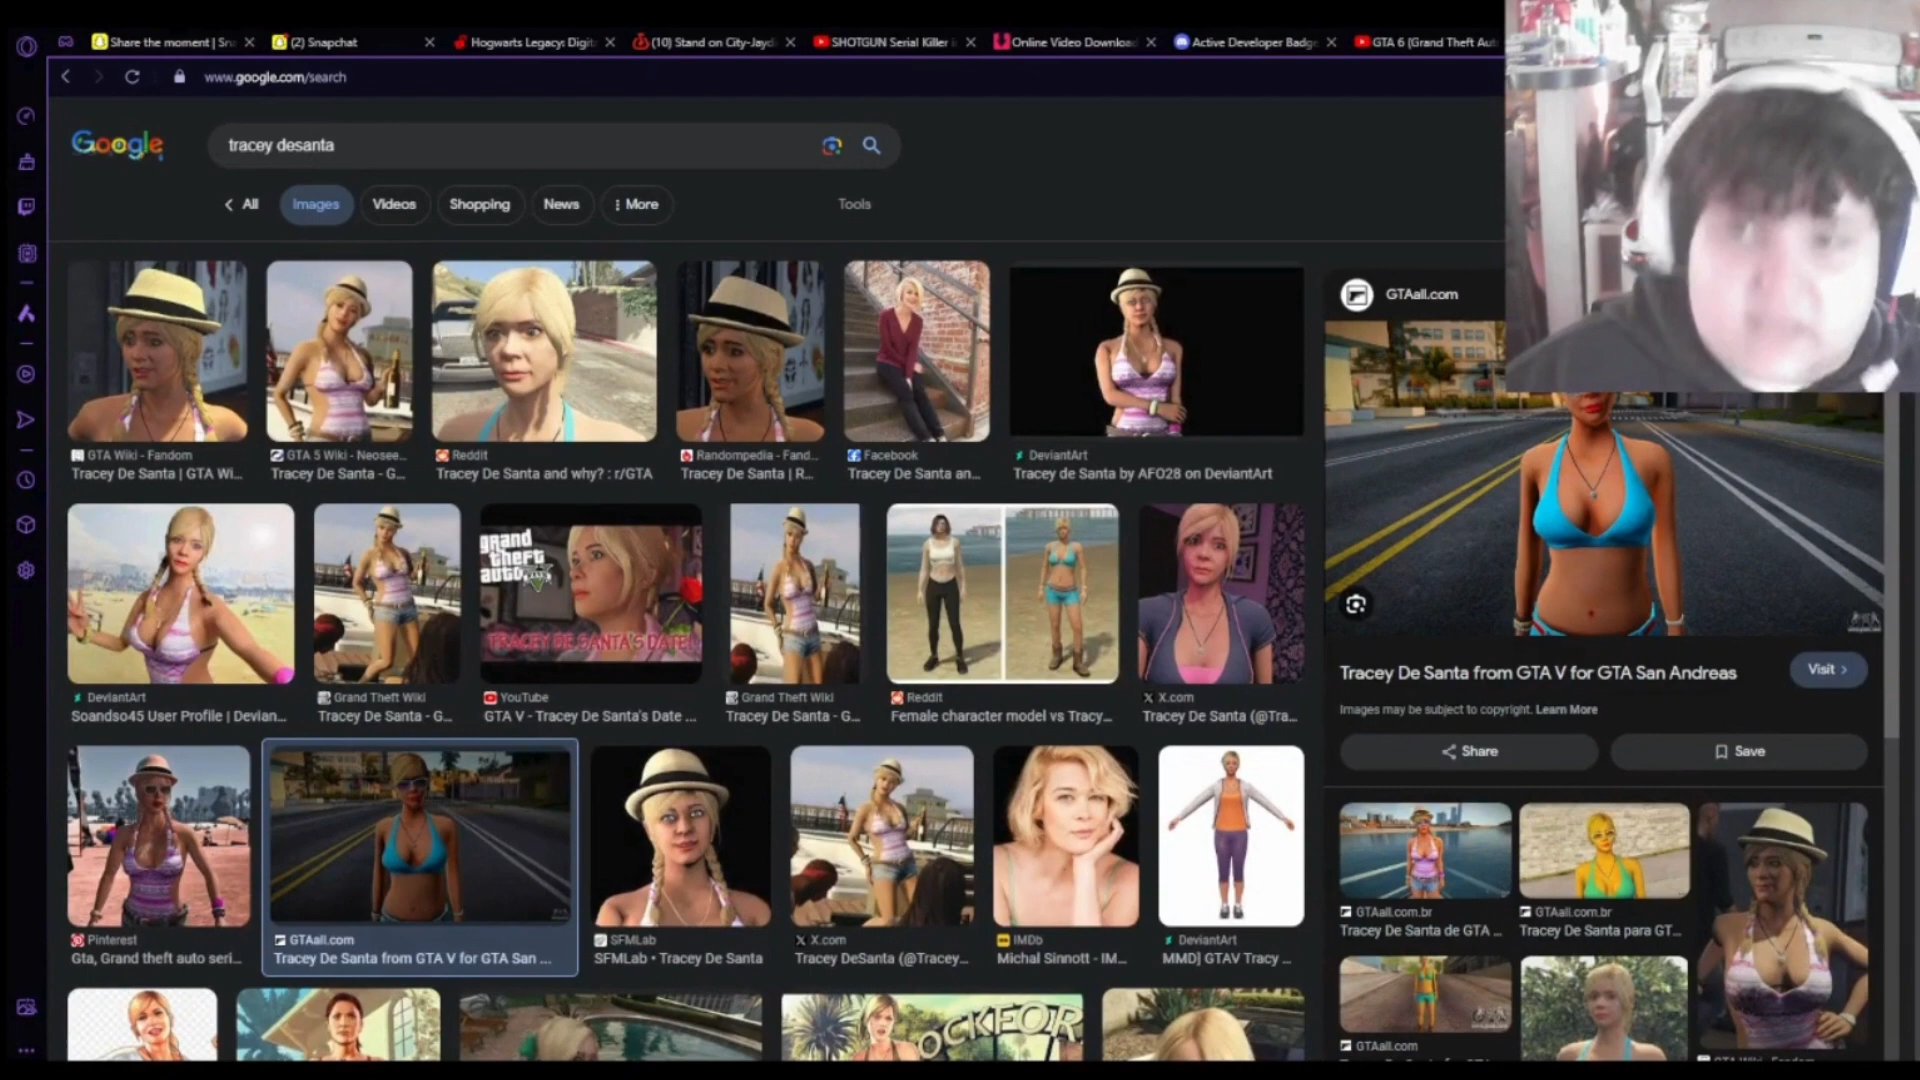 Share the moment | Sn
(2) Snapchat
Hogwarts Legacy: Digit
(10) Stand on City-Jayd
SHOTGUN Serial Killer i
Online Video Download
Active Developer Badge
GTA 6 (Grand Theft Aut
www.google.com/search
Google
tracey desanta
All
Images
Videos
Shopping
News
More
Tools
GTAall.com
GTA Wiki - Fandom
Tracey De Santa | GTA Wi...
GTA 5 Wiki - Neosee...
Tracey De Santa - G...
Reddit
Tracey De Santa and why? : r/GTA
Randompedia - Fand...
Tracey De Santa | R...
Facebook
Tracey De Santa an...
DeviantArt
Tracey de Santa by AFO28 on DeviantArt
grand
theft
auto
TRACEY DE SANTA'S DATE!
DeviantArt
Soandso45 User Profile | Devian...
Grand Theft Wiki
Tracey De Santa - G...
YouTube
GTA V - Tracey De Santa's Date ...
Grand Theft Wiki
Tracey De Santa - G...
Reddit
Female character model vs Tracy...
X.com
Tracey De Santa (@Tra...
Tracey De Santa from GTA V for GTA San Andreas
Visit
Images may be subject to copyright. Learn More
Share
Save
Pinterest
Gta, Grand theft auto seri...
GTAall.com
Tracey De Santa from GTA V for GTA San ...
SFMLab
SFMLab • Tracey De Santa
X.com
Tracey DeSanta (@Tracey...
IMDb
Michal Sinnott - IM...
DeviantArt
MMD] GTAV Tracy ...
GTAall.com.br
Tracey De Santa de GTA ...
GTAall.com.br
Tracey De Santa para GT...
OCKFOR
GTAall.com